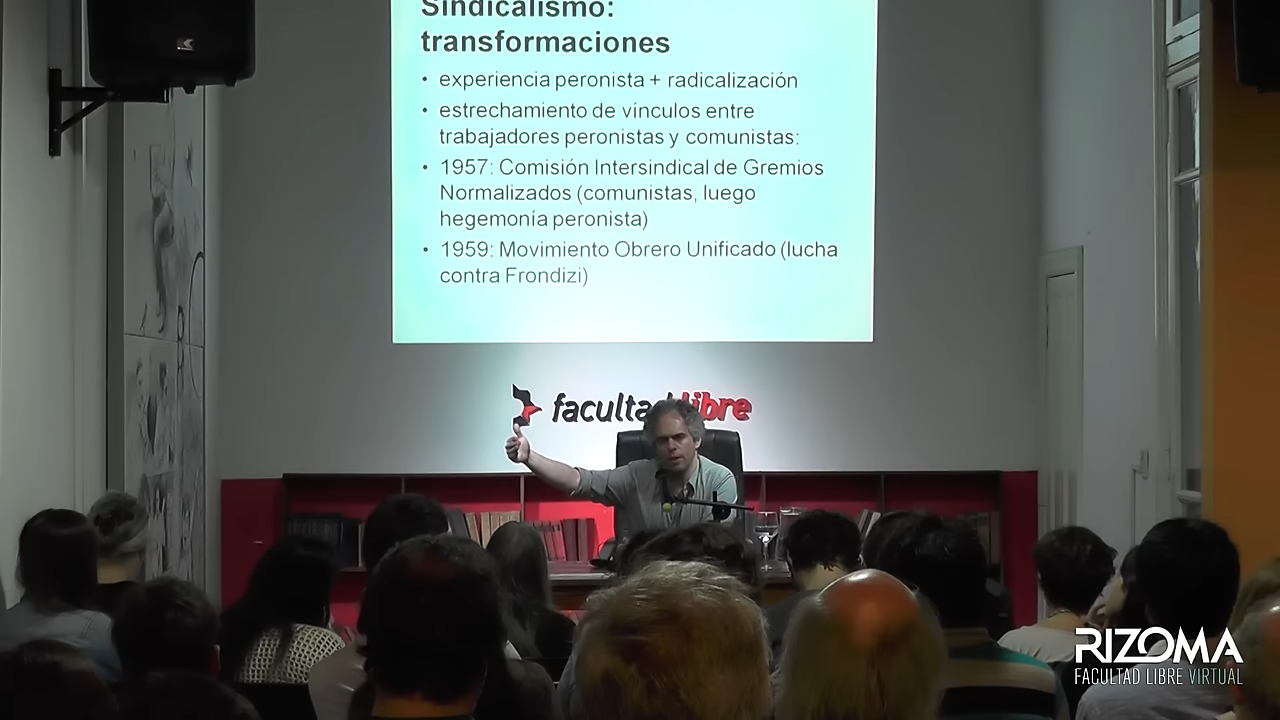 Sindicalismo:
transformaciones
• experiencia peronista + radicalización
• estrechamiento de vínculos entre
trabajadores peronistas y comunistas:
• 1957: Comisión Intersindical de Gremios
Normalizados (comunistas, luego
hegemonía peronista)
• 1959: Movimiento Obrero Unificado (lucha
contra Frondizi)
facultad libre
RIZOMA
FACULTAD LIBRE VIRTUAL